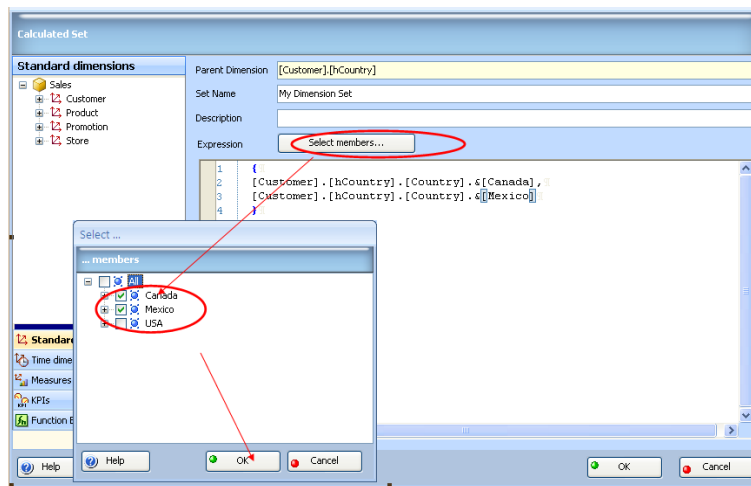 Calculated Set
Standard dimensions
Sales
Customer
Product
Promotion
Store
Parent Dimension [Customer].[hCountry]
Set Name My Dimension Set
Description
Expression Select members...
1 {
2 [Customer].[hCountry].[Country].&[Canada],
3 [Customer].[hCountry].[Country].&[Mexico]
4 }
Select ...
... members
All
Canada
Mexico
USA
Standar
Time dime
Measures
KPIs
Function E
Help OK Cancel
Help OK Cancel